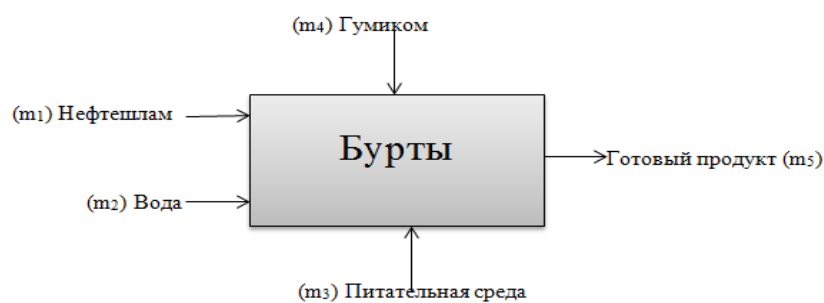 (m4) Гумиком
(m1) Нефтешлам
Бурты
Готовый продукт (m5)
(m2) Вода
(m3) Питательная среда